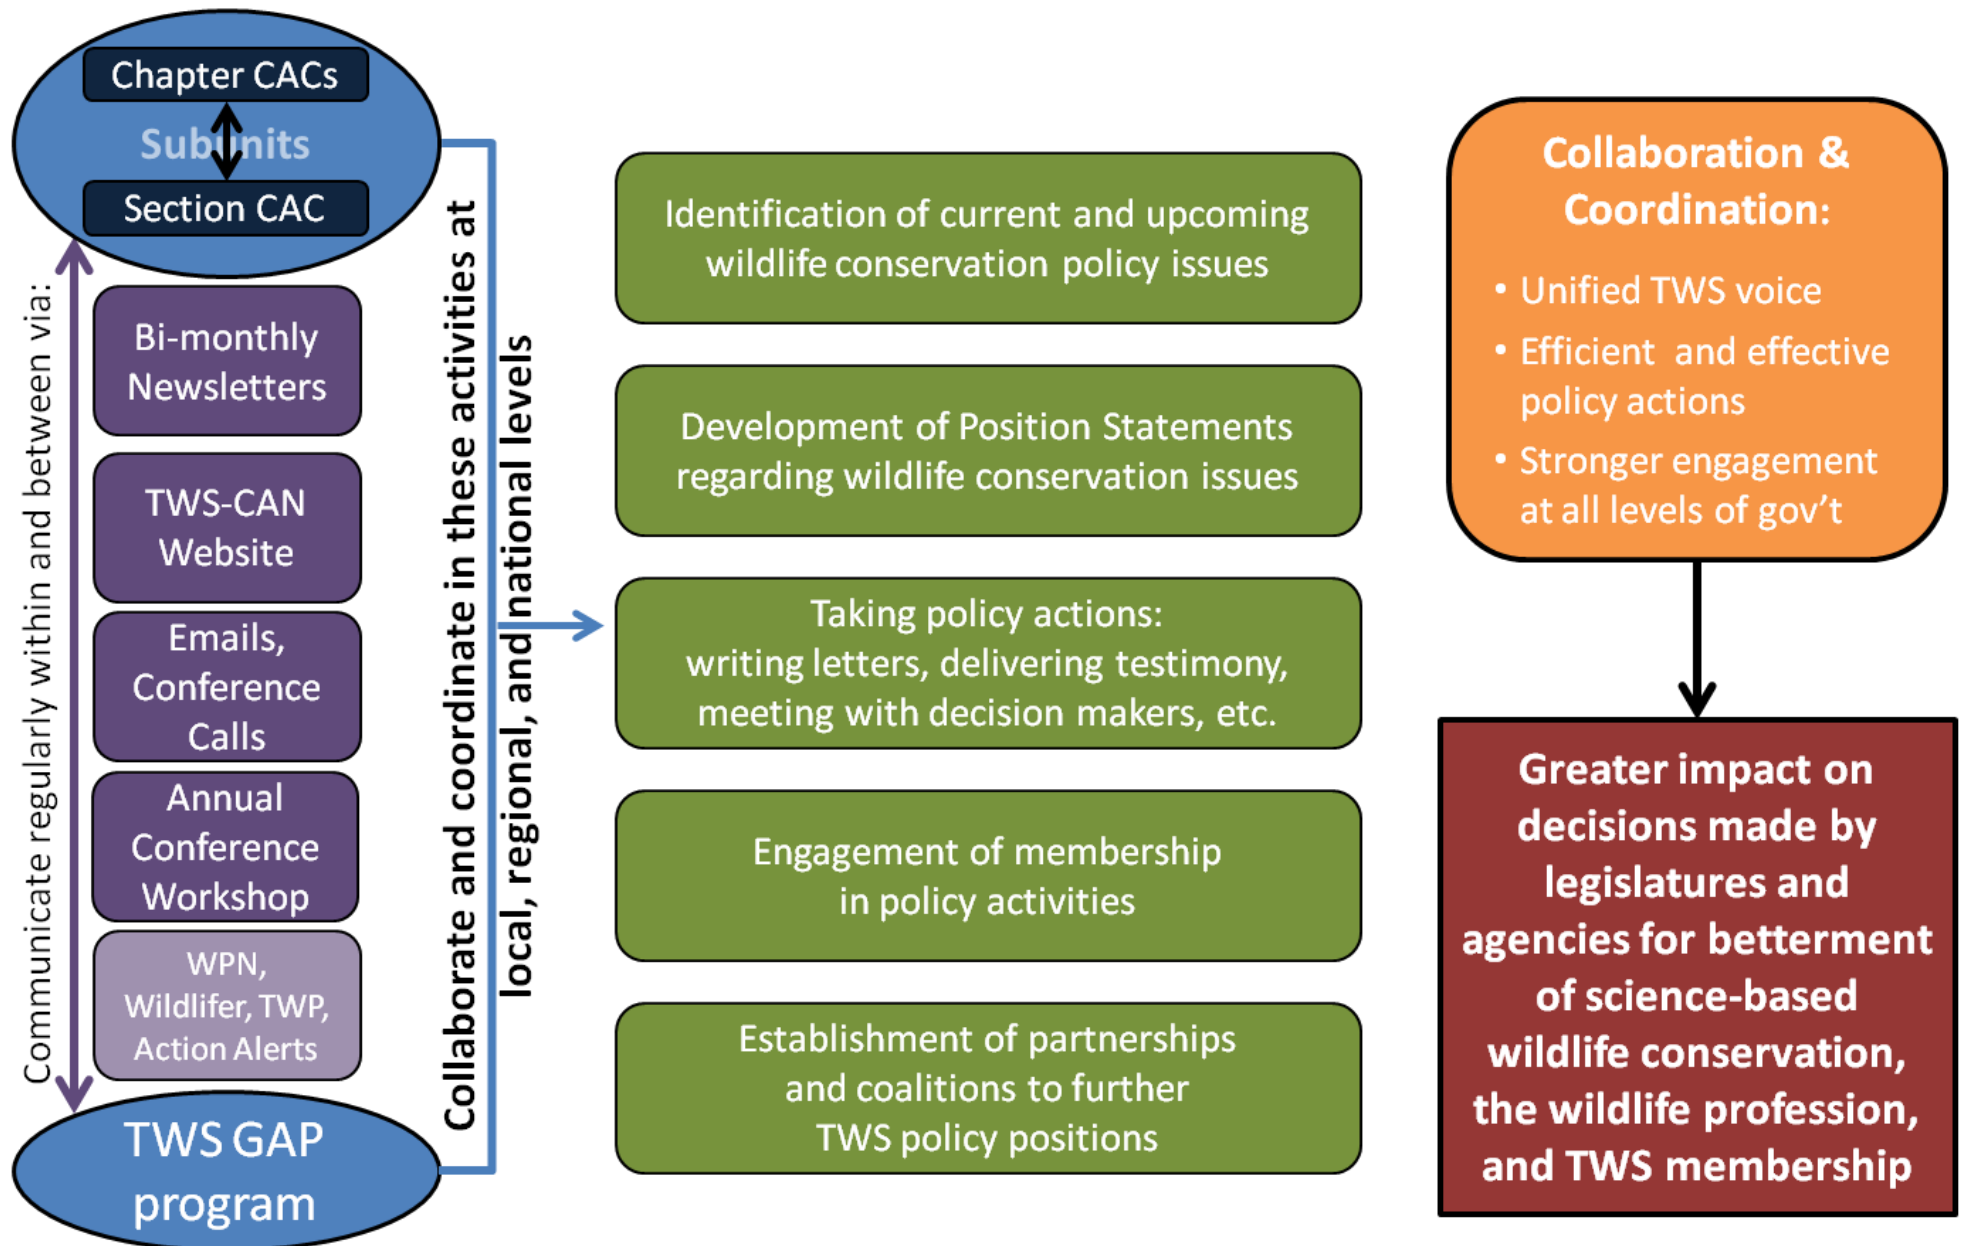 Chapter CACs
Subunits
Section CAC
Communicate regularly within and between via:
Bi-monthly
Newsletters
TWS-CAN
Website
Emails,
Conference
Calls
Annual
Conference
Workshop
WPN,
Wildlifer, TWP,
Action Alerts
TWS GAP
program
Collaborate and coordinate in these activities at
local, regional, and national levels
Identification of current and upcoming
wildlife conservation policy issues
Development of Position Statements
regarding wildlife conservation issues
Taking policy actions:
writing letters, delivering testimony,
meeting with decision makers, etc.
Engagement of membership
in policy activities
Establishment of partnerships
and coalitions to further
TWS policy positions
Collaboration &
Coordination:
• Unified TWS voice
• Efficient and effective
policy actions
• Stronger engagement
at all levels of gov’t
Greater impact on
decisions made by
legislatures and
agencies for betterment
of science-based
wildlife conservation,
the wildlife profession,
and TWS membership